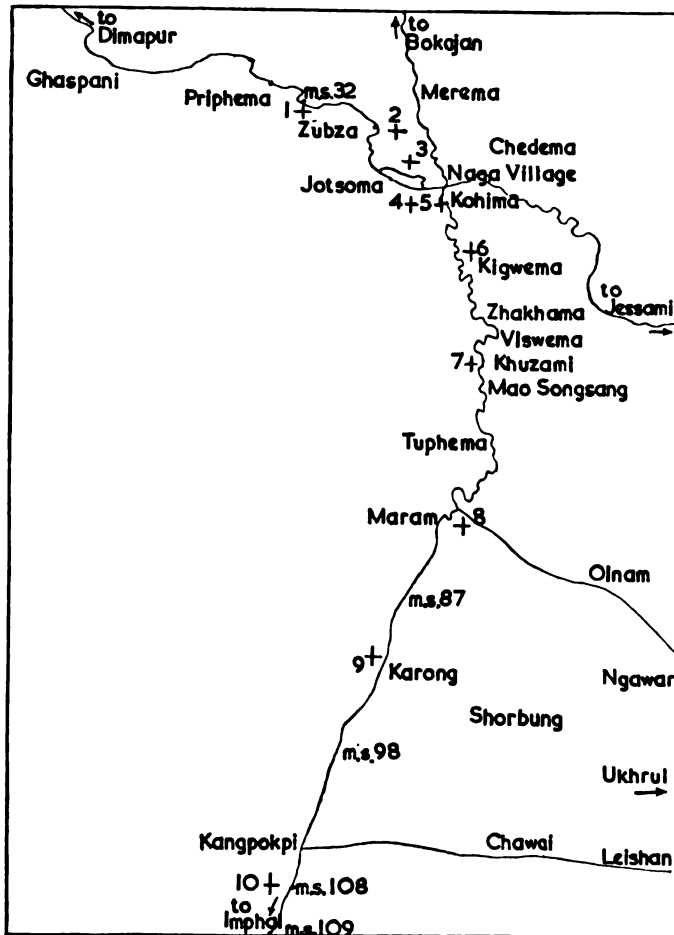 to
Dimapur
to
Bokajan
Ghaspani
Priphema
m.s.32
Merema
1
Zubza
2
3
Chedema
Naga Village
Jotsoma
4
5
Kohima
6
Kigwema
to
Jessami
Zhakhama
Viswema
7
Khuzami
Mao Songsang
Tuphema
Maram
8
Oinam
m.s.87
9
Karong
Ngawar
Shorbung
m.s.98
Ukhrul
Kangpokpi
Chawai
Leishan
10
m.s.108
to
Imphal
m.s.109